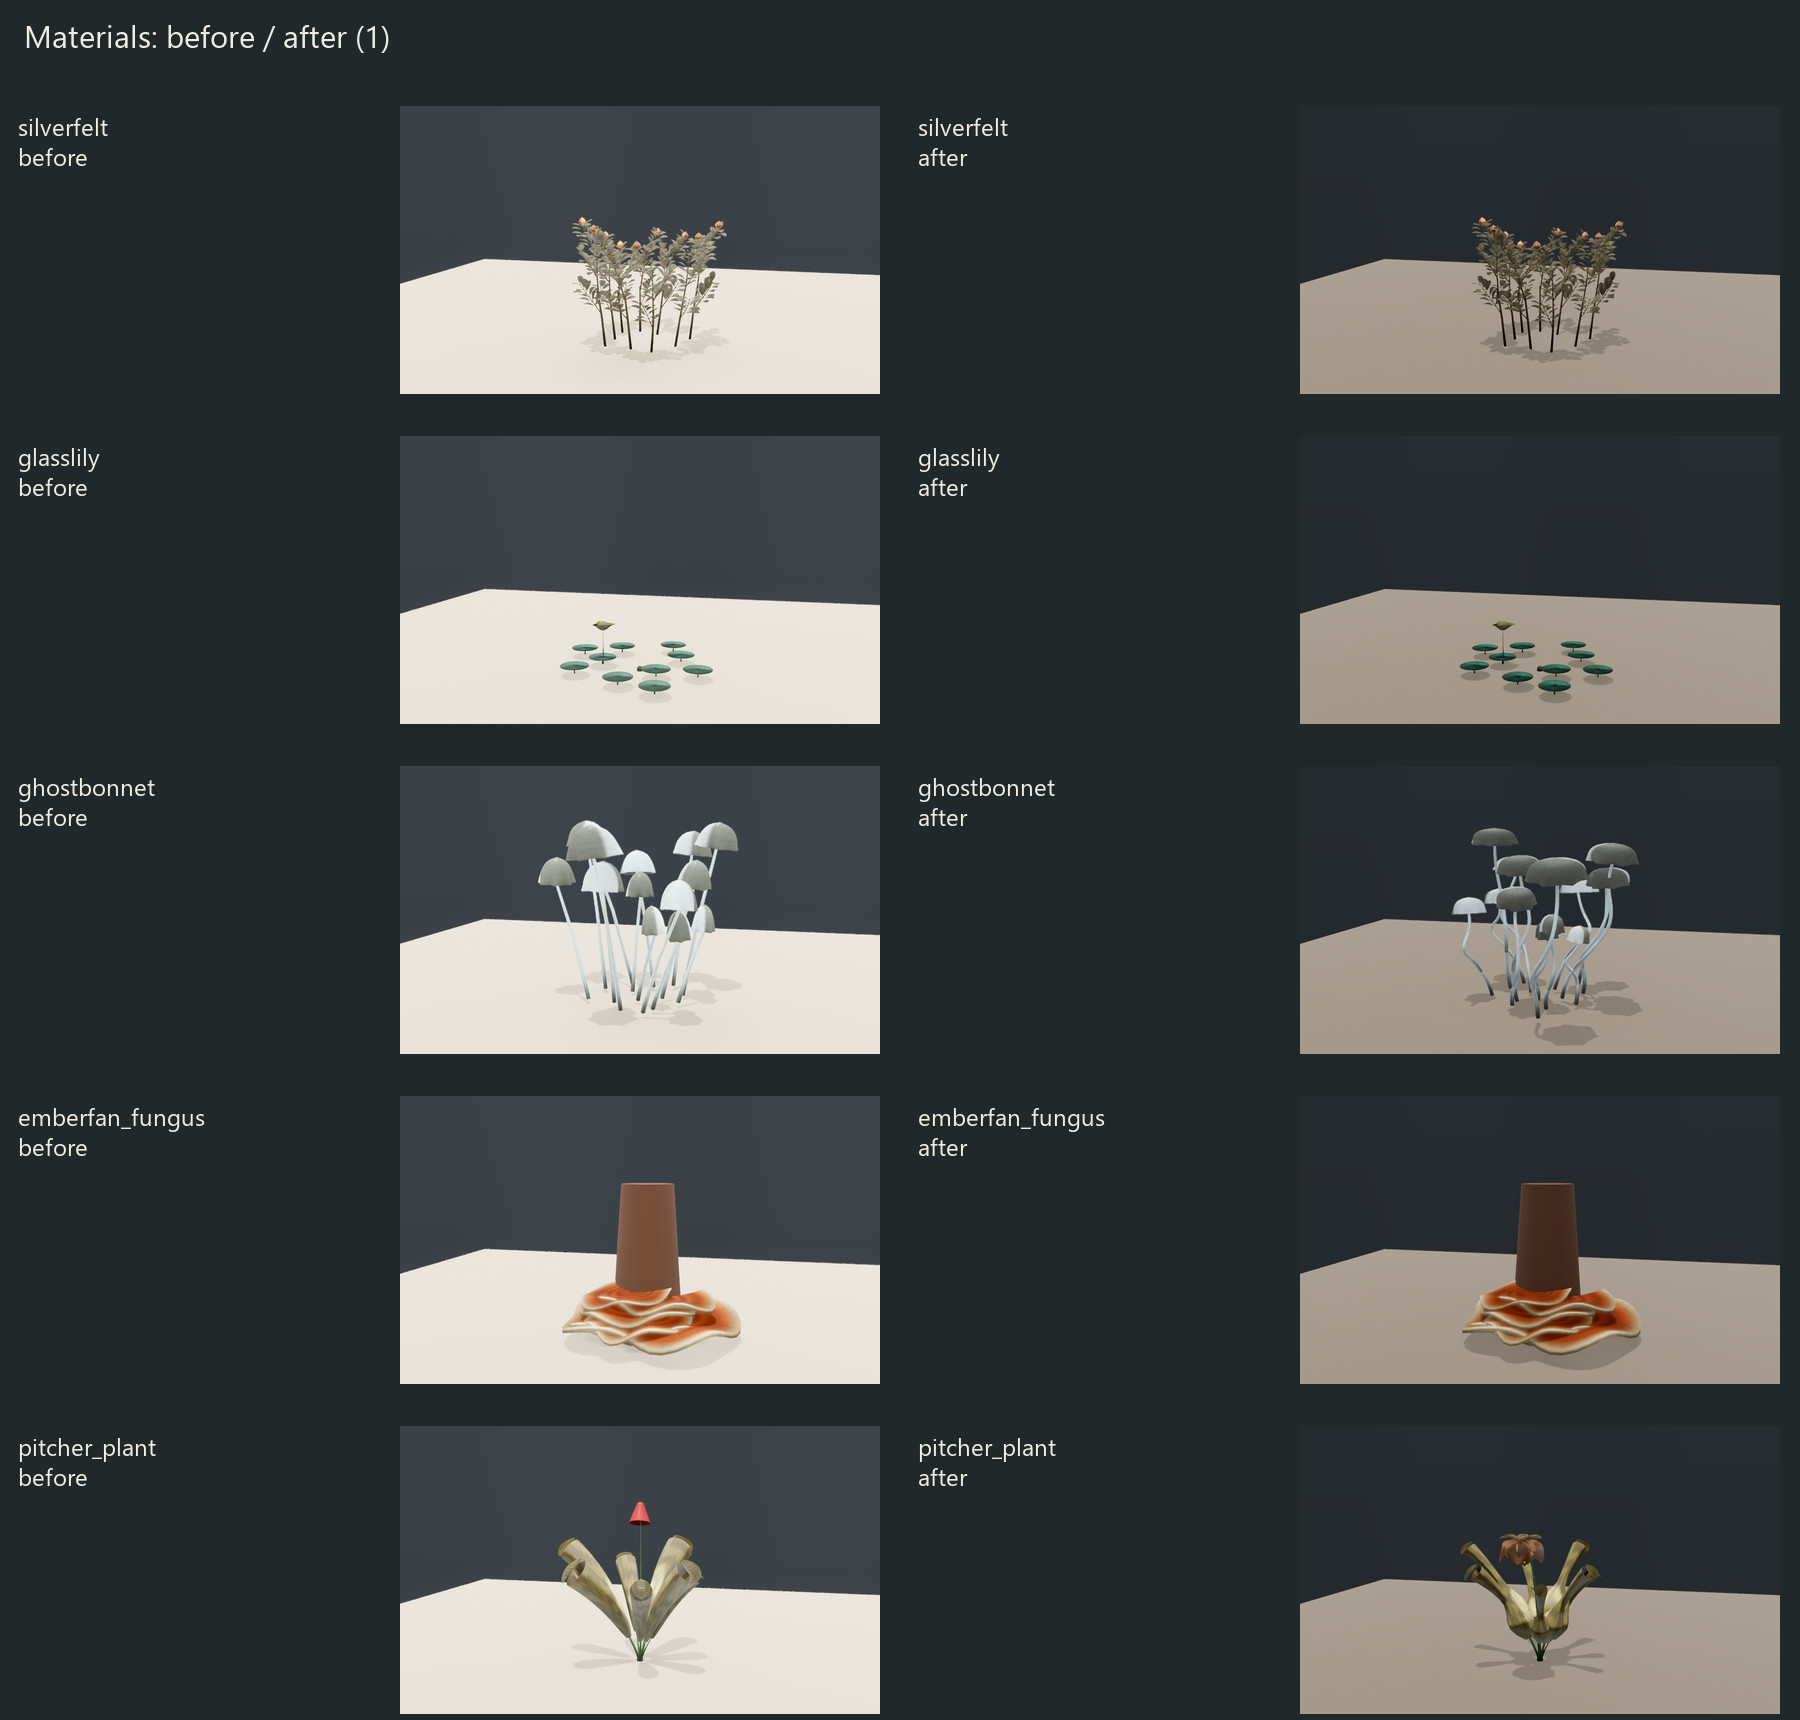 Materials: before / after (1)
silverfelt
before
silverfelt
after
glasslily
before
glasslily
after
ghostbonnet
before
ghostbonnet
after
emberfan_fungus
before
emberfan_fungus
after
pitcher_plant
before
pitcher_plant
after